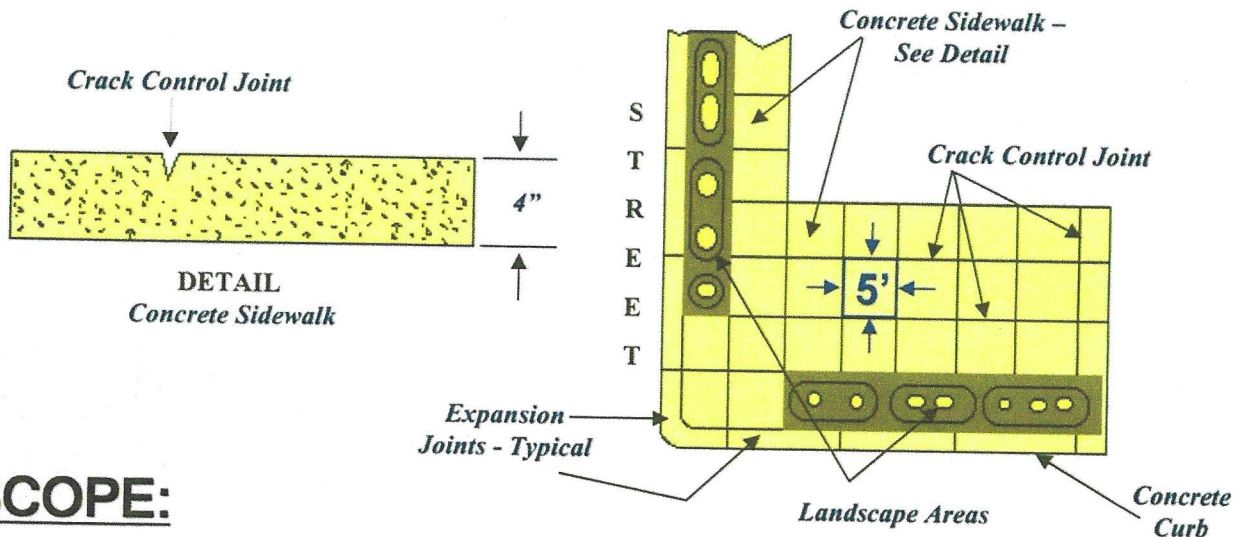 Concrete Sidewalk –
See Detail
Crack Control Joint
S
T
R
E
E
T
Crack Control Joint
4”
5’
DETAIL
Concrete Sidewalk
Expansion
Joints - Typical
Landscape Areas
Concrete
Curb
SCOPE: